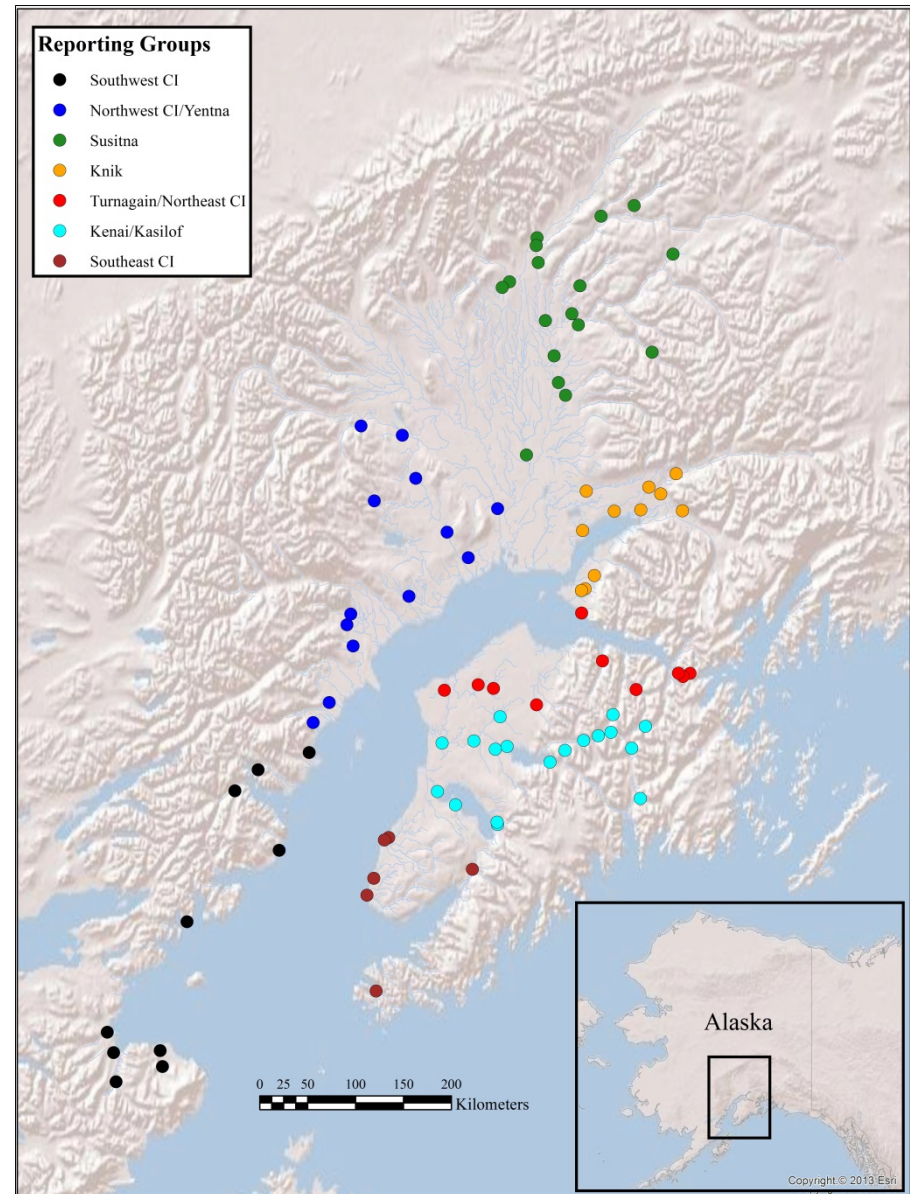 Reporting Groups
Southwest CI
Northwest CI/Yentna
Susitna
Knik
Turnagain/Northeast CI
Kenai/Kasilof
Southeast CI
0 25 50 100 150 200
Kilometers
Alaska
Copyright:© 2013 Esri